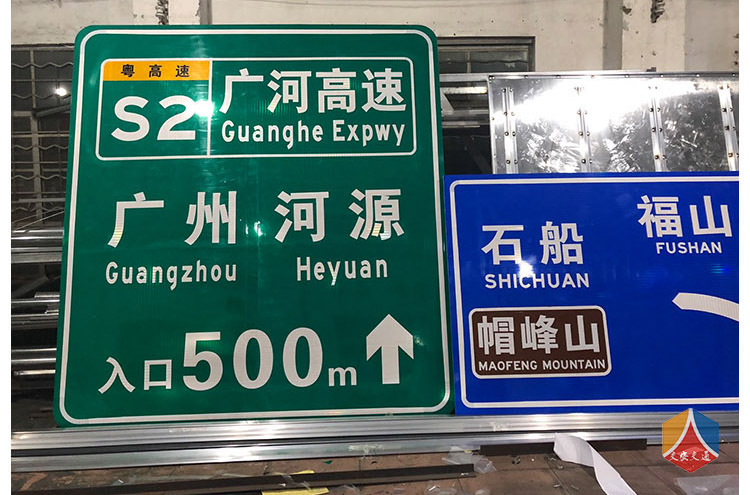 粤高速
S2
广河高速
Guanghe Expwy
广州 河源
Guangzhou Heyuan
入口500m
石船
SHICHUAN
福山
FUSHAN
帽峰山
MAOFENG MOUNTAIN